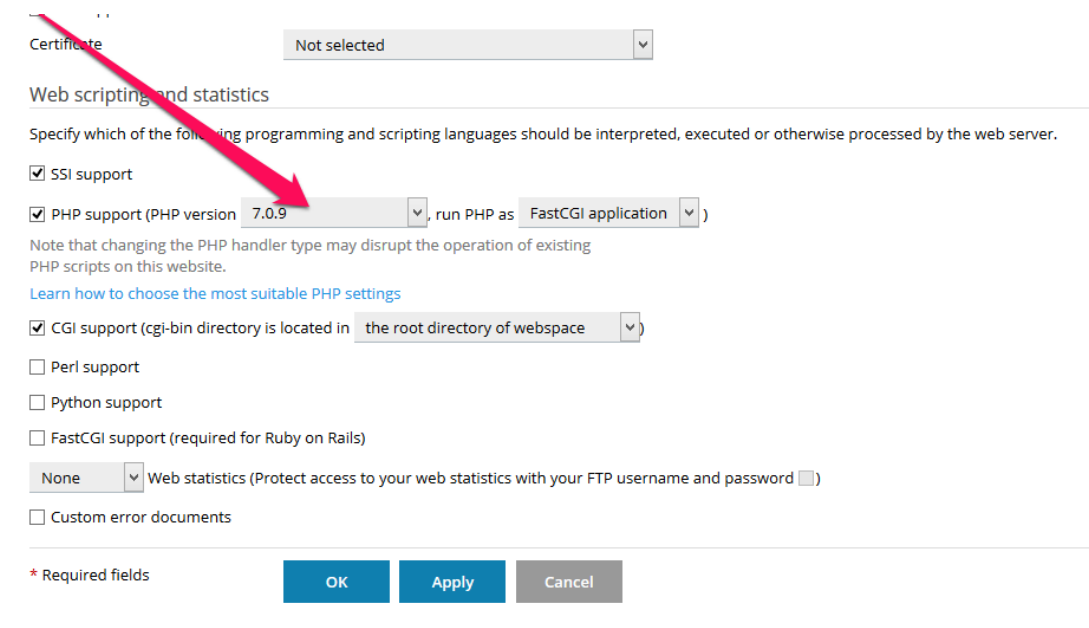 Certificate Not selected
Web scripting and statistics
Specify which of the following programming and scripting languages should be interpreted, executed or otherwise processed by the web server.
SSI support
PHP support (PHP version 7.0.9 , run PHP as FastCGI application )
Note that changing the PHP handler type may disrupt the operation of existing
PHP scripts on this website.
Learn how to choose the most suitable PHP settings
CGI support (cgi-bin directory is located in the root directory of webspace )
Perl support
Python support
FastCGI support (required for Ruby on Rails)
None Web statistics (Protect access to your web statistics with your FTP username and password )
Custom error documents
* Required fields OK Apply Cancel